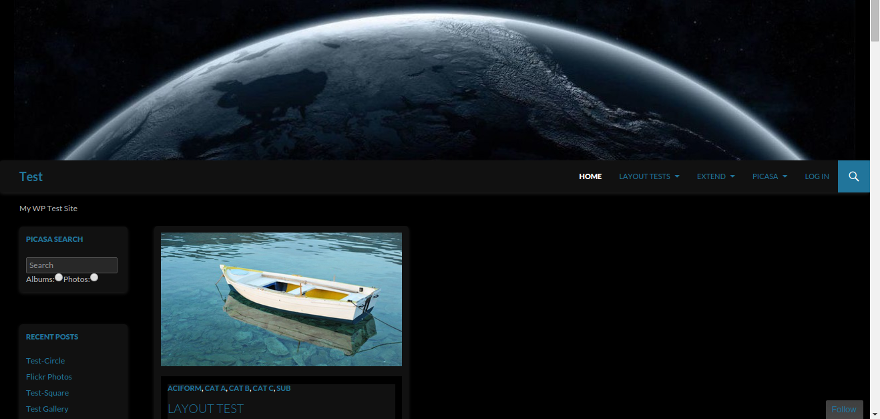 Test
HOME LAYOUT TESTS EXTEND PICASA LOG IN
My WP Test Site
PICASA SEARCH
Search
Albums: Photos:
RECENT POSTS
Test-Circle
Flickr Photos
Test-Square
Test Gallery
ACIFORM, CAT A, CAT B, CAT C, SUB
LAYOUT TEST
Follow